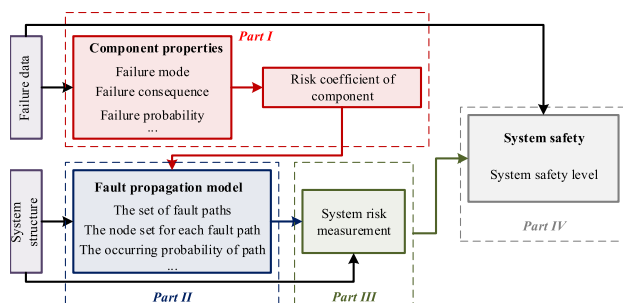 Part I
Failure data
Component properties
Failure mode
Failure consequence
Failure probability
...
Risk coefficient of
component
System safety
System safety level
Part IV
System
structure
Fault propagation model
The set of fault paths
The node set for each fault path
The occurring probability of path
...
Part II
System risk
measurement
Part III